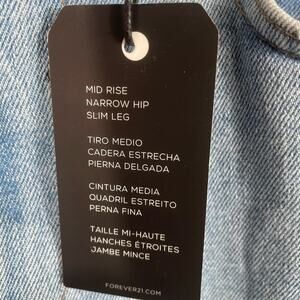 MID RISE
NARROW HIP
SLIM LEG
TIRO MEDIO
CADERA ESTRECHA
PIERNA DELGADA
CINTURA MEDIA
QUADRIL ESTREITO
PERNA FINA
TAILLE MI-HAUTE
HANCHES ÉTROITES
JAMBE MINCE
FOREVER21.COM